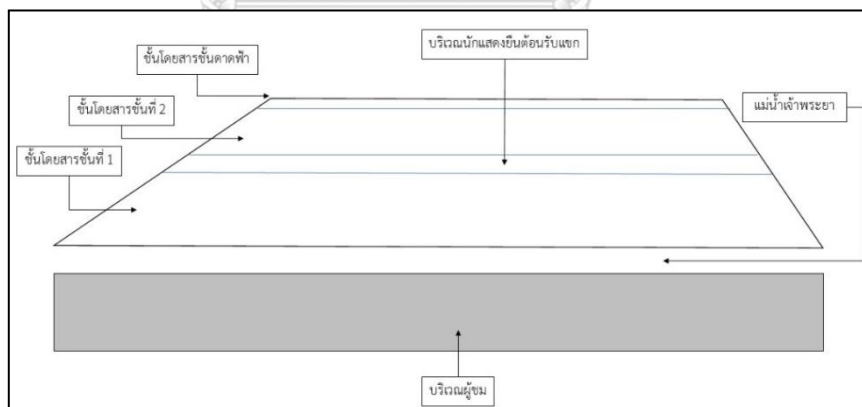 ชั้นโดยสารชั้นดาดฟ้า
บริเวณนักแสดงยืนต้อนรับแขก
ชั้นโดยสารชั้นที่ 2
แม่น้ำเจ้าพระยา
ชั้นโดยสารชั้นที่ 1
บริเวณผู้ชม